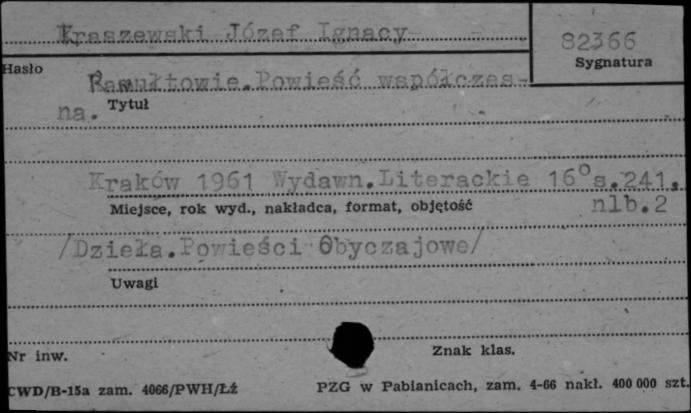 Kraszewski Józef Ignacy
82366
Sygnatura
Hasło
Ramułtowie.Powieść współczes-
na. Tytuł
Kraków 1961 Wydawn.Literackie 16° s.241,
Miejsce, rok wyd., nakładca, format, objętość
nlb.2
/Dzieła.Powieści Obyczajowe/
Uwagi
Nr inw.
Znak klas.
CWD/B-15a zam. 4066/PWH/Łź
PZG w Pabianicach, zam. 4-66 nakł. 400 000 szt.